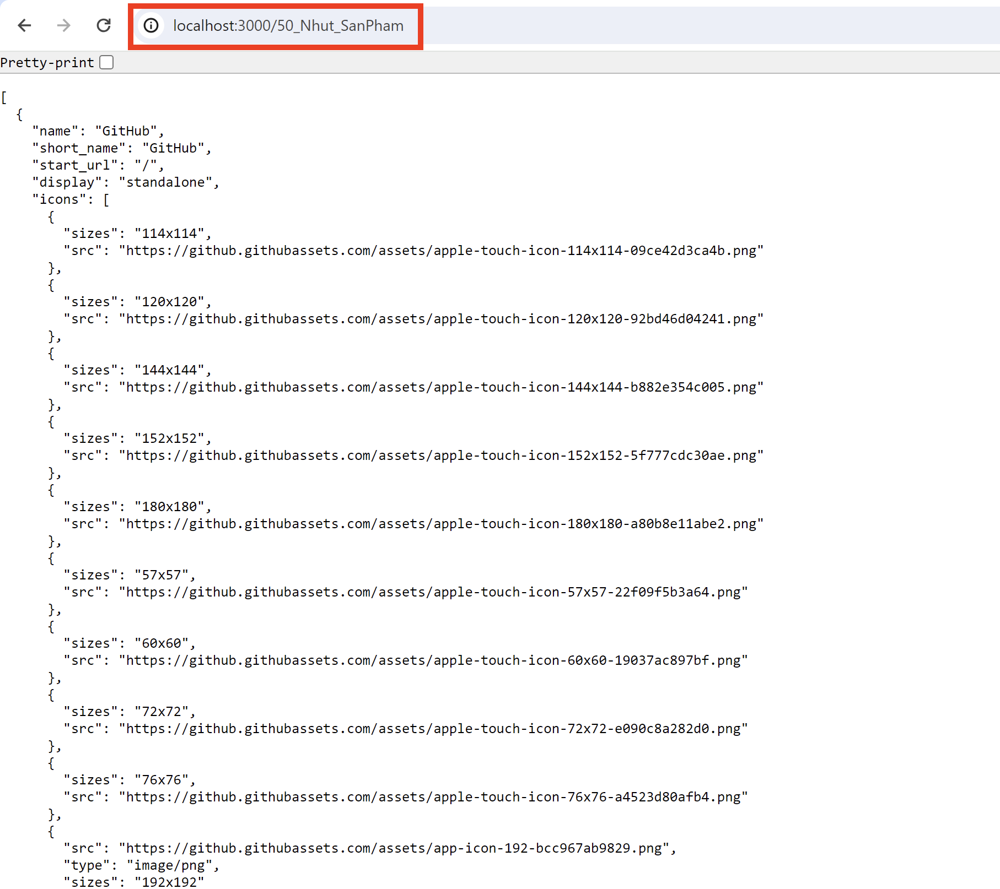 localhost:3000/50_Nhut_SanPham
Pretty-print
[
  {
    "name": "GitHub",
    "short_name": "GitHub",
    "start_url": "/",
    "display": "standalone",
    "icons": [
      {
        "sizes": "114x114",
        "src": "https://github.githubassets.com/assets/apple-touch-icon-114x114-09ce42d3ca4b.png"
      },
      {
        "sizes": "120x120",
        "src": "https://github.githubassets.com/assets/apple-touch-icon-120x120-92bd46d04241.png"
      },
      {
        "sizes": "144x144",
        "src": "https://github.githubassets.com/assets/apple-touch-icon-144x144-b882e354c005.png"
      },
      {
        "sizes": "152x152",
        "src": "https://github.githubassets.com/assets/apple-touch-icon-152x152-5f777cdc30ae.png"
      },
      {
        "sizes": "180x180",
        "src": "https://github.githubassets.com/assets/apple-touch-icon-180x180-a80b8e11abe2.png"
      },
      {
        "sizes": "57x57",
        "src": "https://github.githubassets.com/assets/apple-touch-icon-57x57-22f09f5b3a64.png"
      },
      {
        "sizes": "60x60",
        "src": "https://github.githubassets.com/assets/apple-touch-icon-60x60-19037ac897bf.png"
      },
      {
        "sizes": "72x72",
        "src": "https://github.githubassets.com/assets/apple-touch-icon-72x72-e090c8a282d0.png"
      },
      {
        "sizes": "76x76",
        "src": "https://github.githubassets.com/assets/apple-touch-icon-76x76-a4523d80afb4.png"
      },
      {
        "src": "https://github.githubassets.com/assets/app-icon-192-bcc967ab9829.png",
        "type": "image/png",
        "sizes": "192x192"